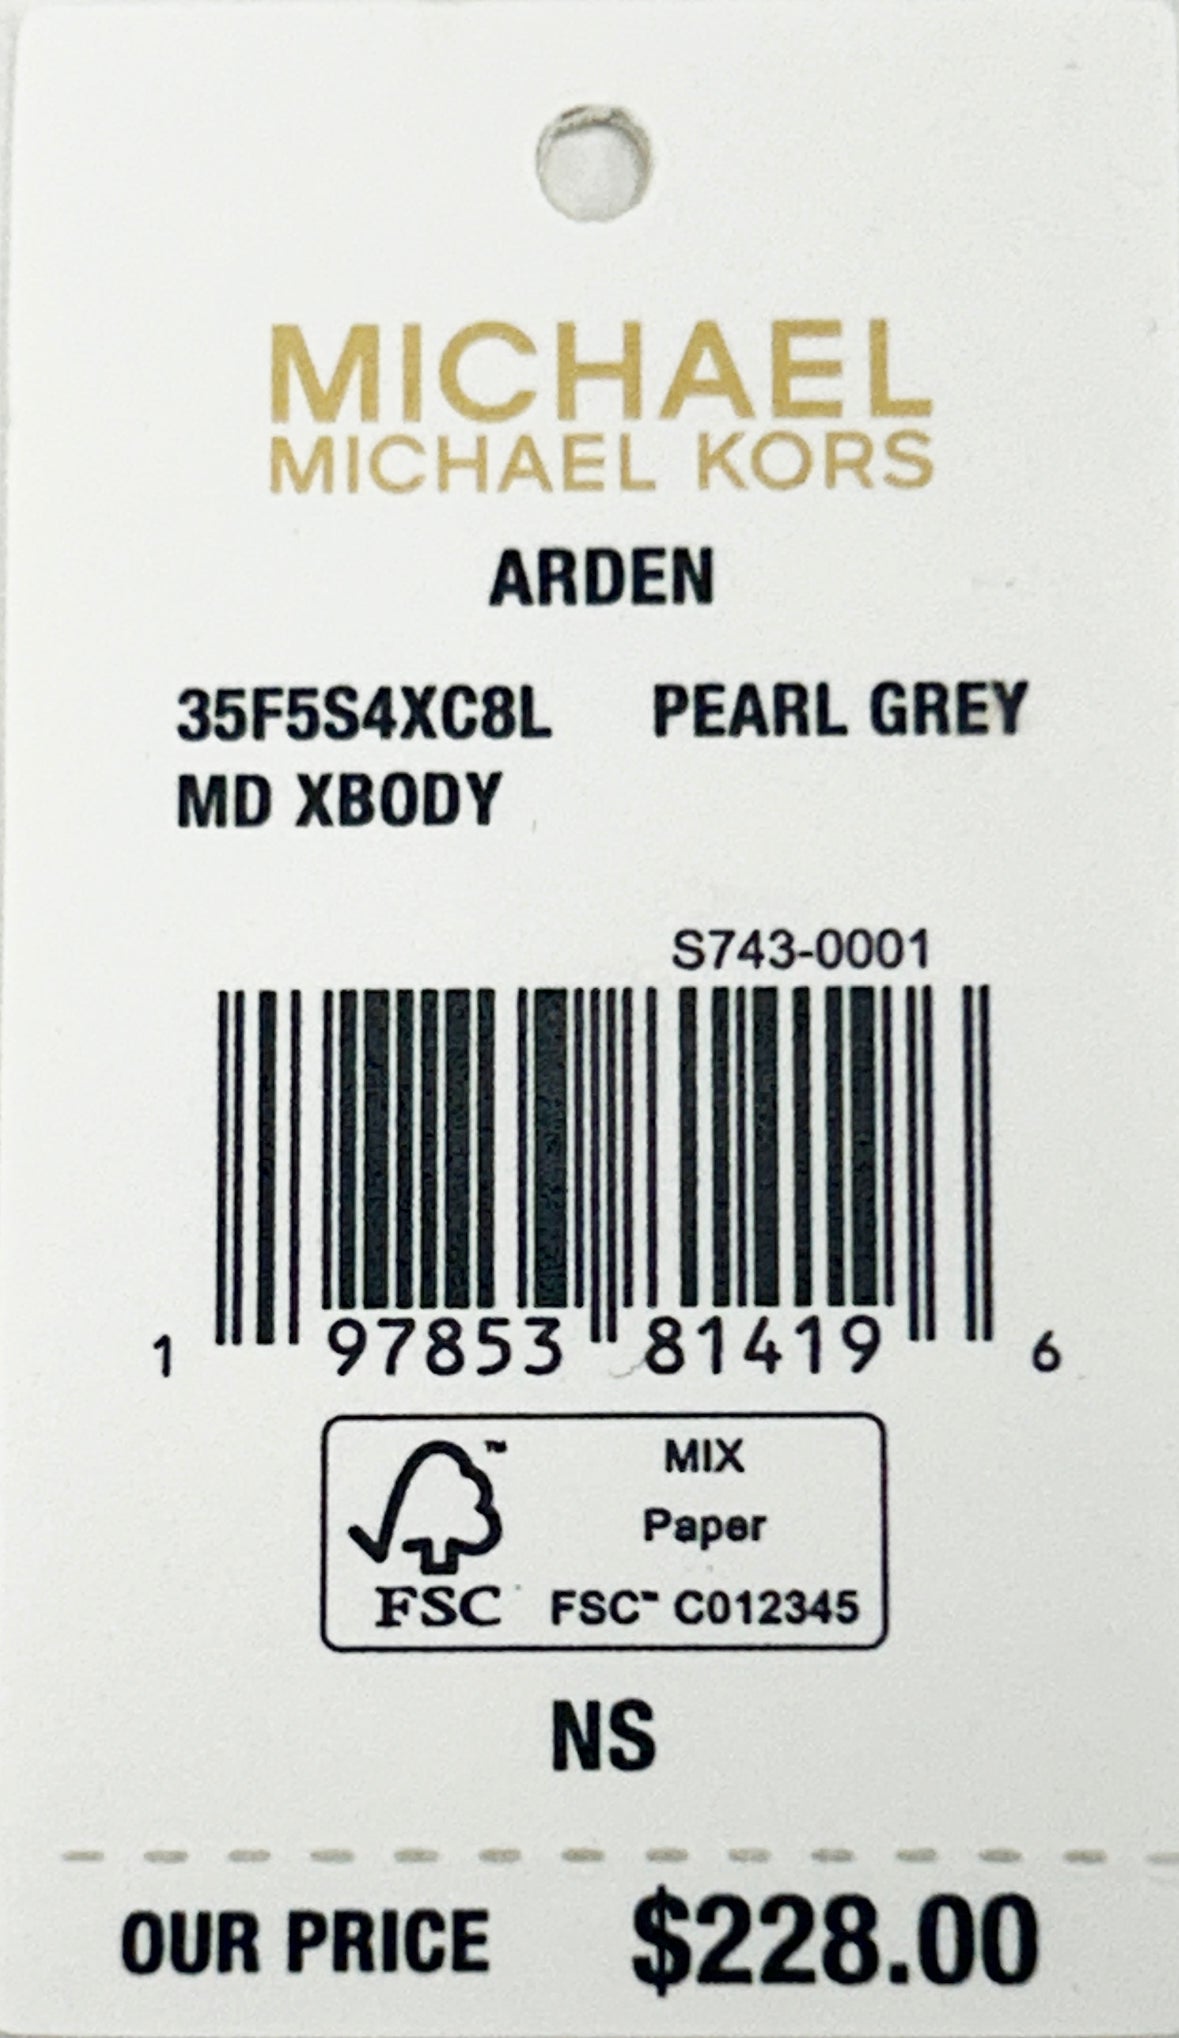 MICHAEL
MICHAEL KORS
ARDEN
35F5S4XC8L PEARL GREY
MD XBODY
S743-0001
1 97853 81419 6
™
MIX
Paper
FSC FSC™ C012345
NS
OUR PRICE $228.00